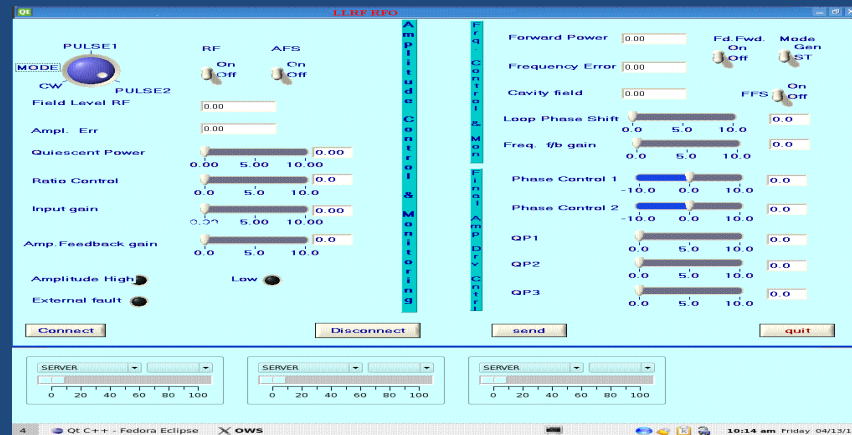 Qt
LLRF RFO
PULSE1
MODE
CW
PULSE2
RF
On
Off
AFS
On
Off
Field Level RF
0.00
Ampl. Err
0.00
Quiescent Power
0.00
0.00 5.00 10.00
Ratio Control
0.0
0.0 5.0 10.0
Input gain
0.00
5.00 10.00
Amp.Feedback gain
0.0
0.0 5.0 10.0
Amplitude High
Low
External fault
Amplitude Control & Monitoring
Frq. Control & Mon
Final Amp Drv Cntrl
Forward Power
0.00
Fd.Fwd.
On
Off
Mode
Gen
ST
Frequency Error
0.00
Cavity field
0.00
FFS
On
Off
Loop Phase Shift
0.0
0.0 5.0 10.0
Freq. f/b gain
0.0
0.0 5.0 10.0
Phase Control 1
0.0
-10.0 0.0 10.0
Phase Control 2
0.0
-10.0 0.0 10.0
QP1
0.0
0.0 5.0 10.0
QP2
0.0
0.0 5.0 10.0
QP3
0.0
0.0 5.0 10.0
Connect
Disconnect
send
quit
SERVER
0 20 40 60 80 100
SERVER
0 20 40 60 80 100
SERVER
0 20 40 60 80 100
4
Qt C++ - Fedora Eclipse
OWS
10:14 am Friday 04/13/1